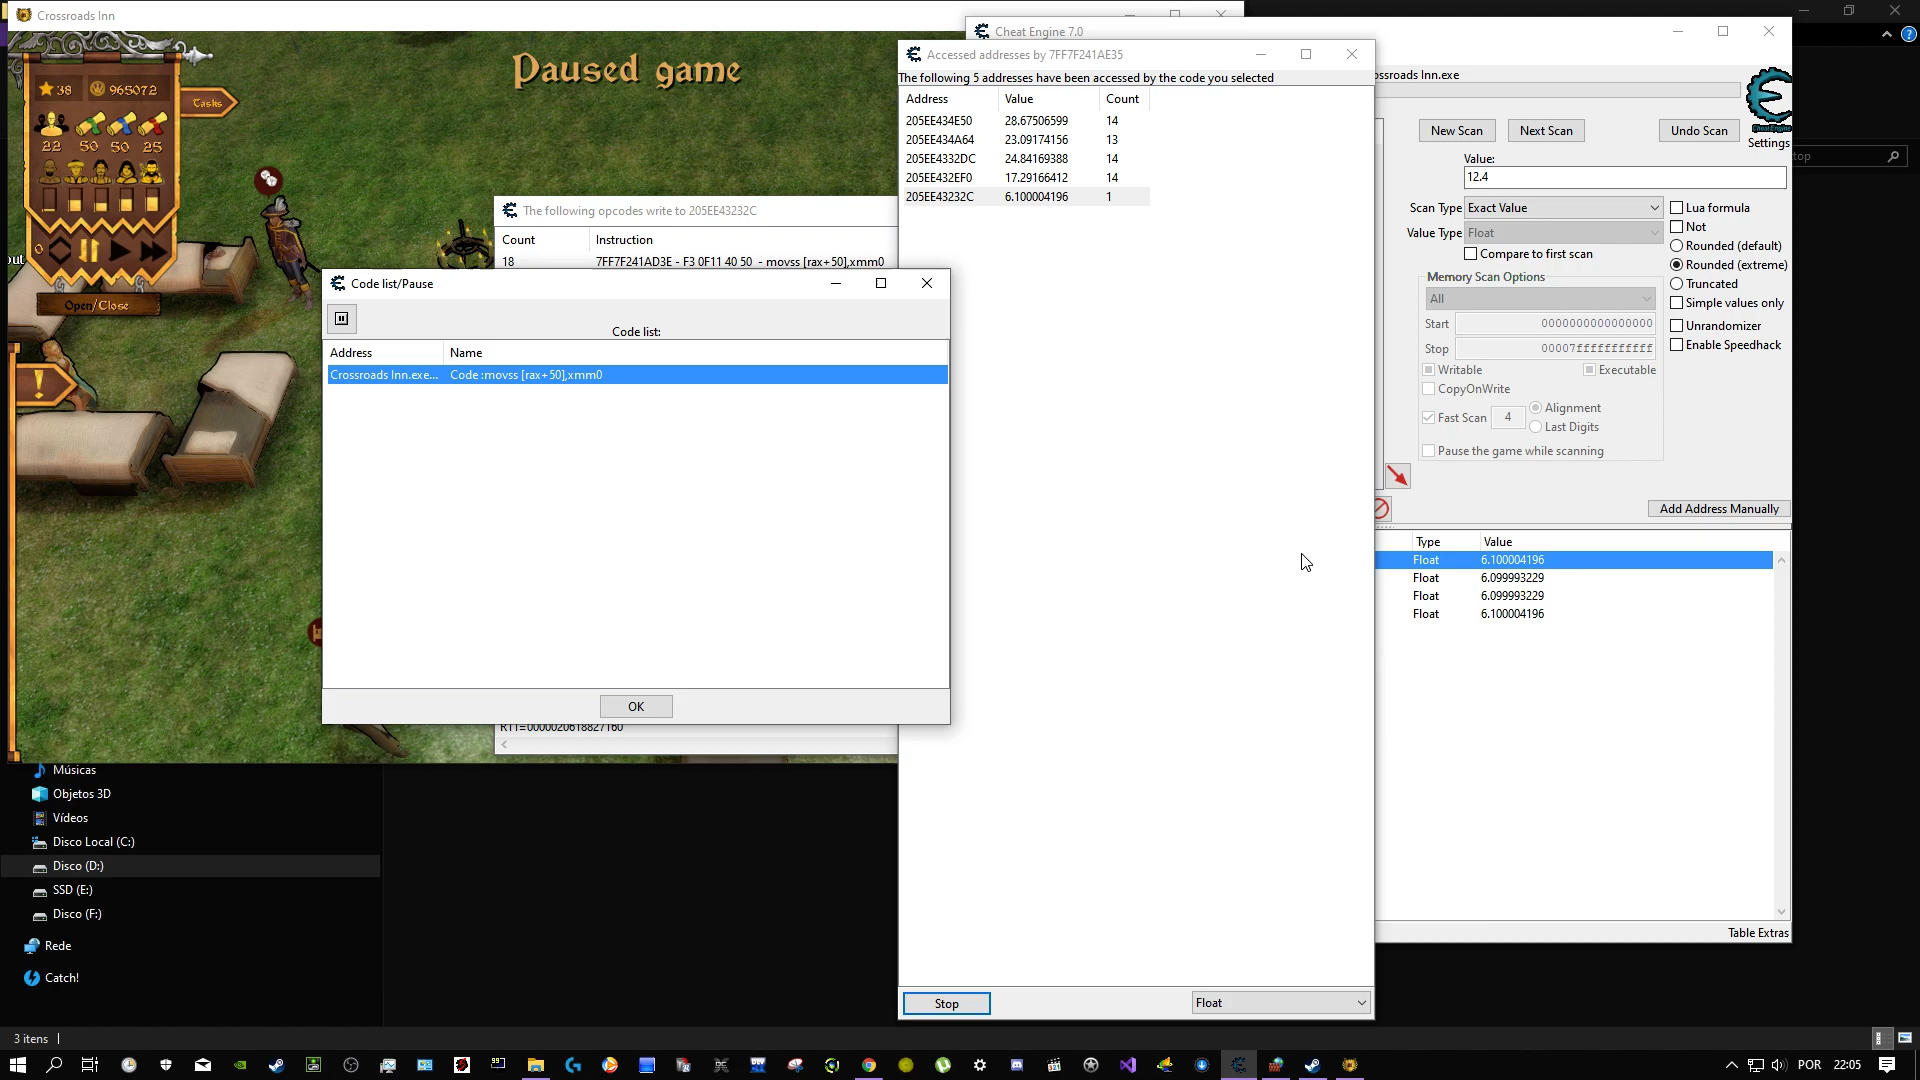 Crossroads Inn
Paused game
38
965072
Tasks
22 50 50 25
0
Open/Close
out
The following opcodes write to 205EE43232C
Count Instruction
18 7FF7F241AD3E - F3 0F11 40 50 - movss [rax+50],xmm0
R11=0000020618827160
Code list/Pause
Code list:
Address Name
Crossroads Inn.exe... Code :movss [rax+50],xmm0
OK
Accessed addresses by 7FF7F241AE35
The following 5 addresses have been accessed by the code you selected
Address Value Count
205EE434E50 28.67506599 14
205EE434A64 23.09174156 13
205EE4332DC 24.84169388 14
205EE432EF0 17.29166412 14
205EE43232C 6.100004196 1
Stop
Float
Cheat Engine 7.0
ossroads Inn.exe
New Scan Next Scan Undo Scan
Cheat Engine
Settings
Value:
12.4
Scan Type Exact Value
Value Type Float
Compare to first scan
Lua formula
Not
Rounded (default)
Rounded (extreme)
Truncated
Simple values only
Unrandomizer
Enable Speedhack
Memory Scan Options
All
Start 0000000000000000
Stop 00007fffffffffff
Writable Executable
CopyOnWrite
Fast Scan 4 Alignment
Last Digits
Pause the game while scanning
Add Address Manually
Type Value
Float 6.100004196
Float 6.099993229
Float 6.099993229
Float 6.100004196
Table Extras
top
Músicas
Objetos 3D
Vídeos
Disco Local (C:)
Disco (D:)
SSD (E:)
Disco (F:)
Rede
Catch!
3 itens
99
POR 22:05